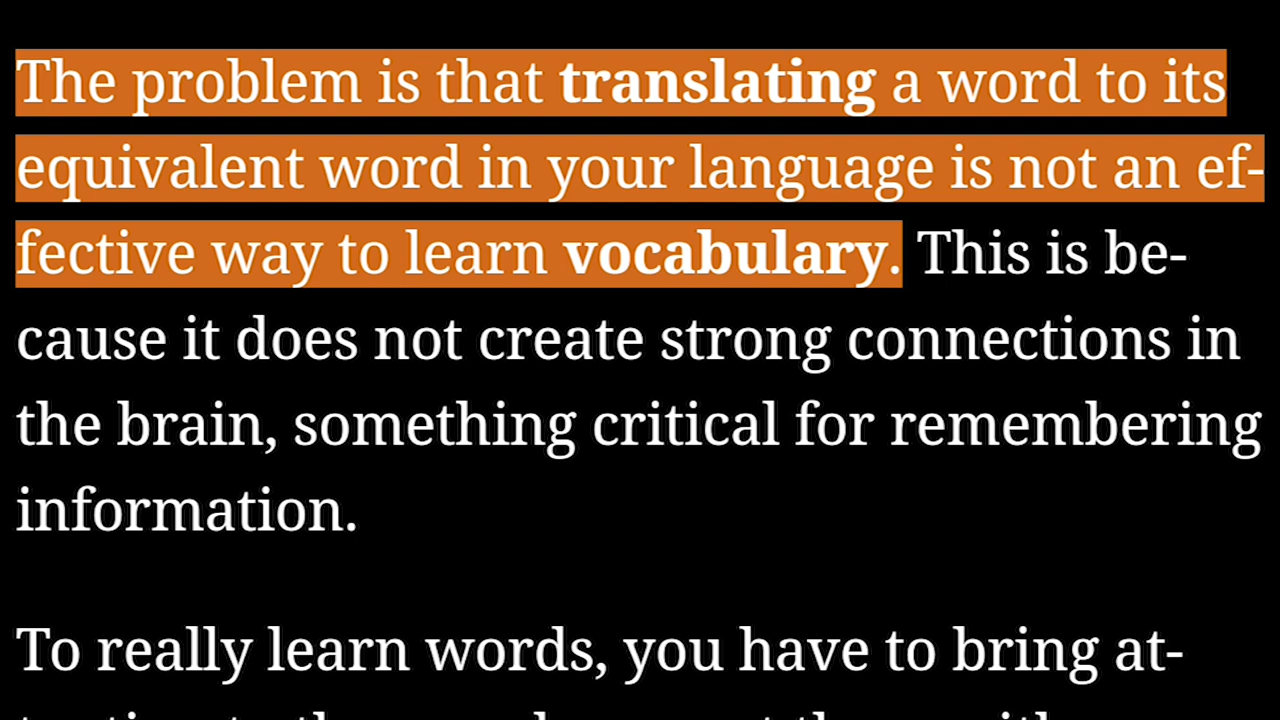 The problem is that translating a word to its
equivalent word in your language is not an ef-
fective way to learn vocabulary. This is be-
cause it does not create strong connections in
the brain, something critical for remembering
information.
To really learn words, you have to bring at-